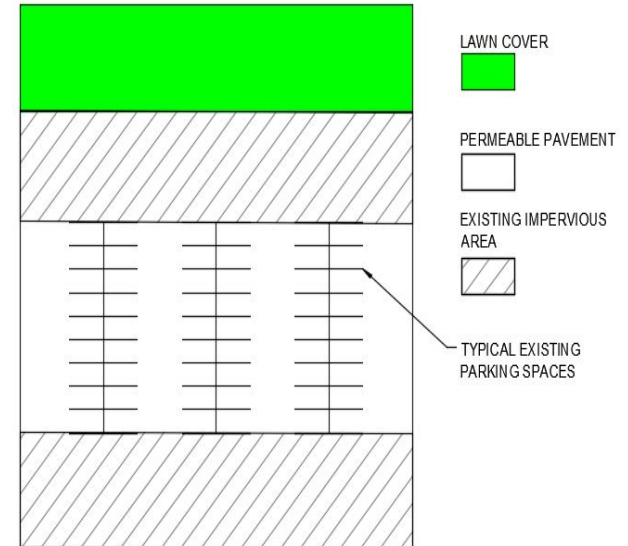 LAWN COVER
PERMEABLE PAVEMENT
EXISTING IMPERVIOUS
AREA
TYPICAL EXISTING
PARKING SPACES